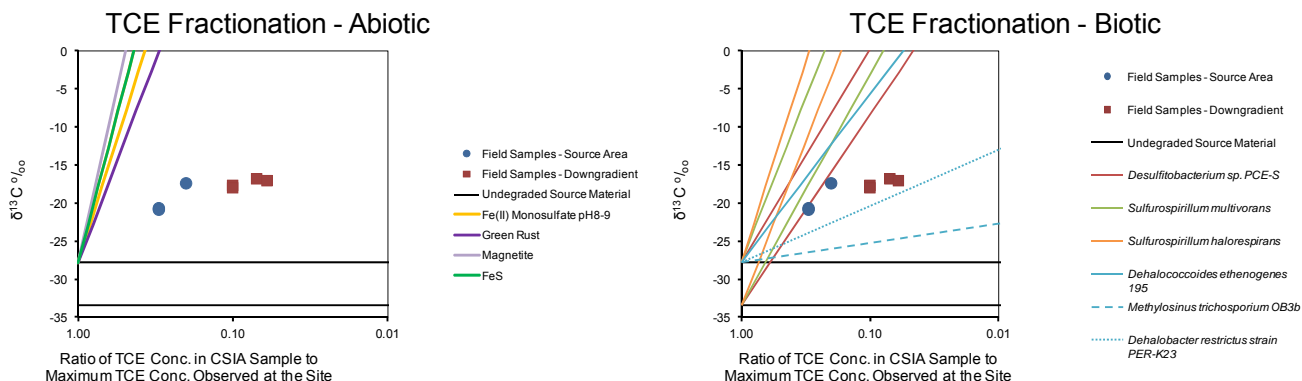 TCE Fractionation - Abiotic
0
-5
-10
-15
-20
-25
-30
-35
δ13 C °/oo
1.00 0.10 0.01
Ratio of TCE Conc. in CSIA Sample to
Maximum TCE Conc. Observed at the Site
Field Samples - Source Area
Field Samples - Downgradient
Undegraded Source Material
Fe(II) Monosulfate pH8-9
Green Rust
Magnetite
FeS
TCE Fractionation - Biotic
0
-5
-10
-15
-20
-25
-30
-35
δ13 C °/oo
1.00 0.10 0.01
Ratio of TCE Conc. in CSIA Sample to
Maximum TCE Conc. Observed at the Site
Field Samples - Source Area
Field Samples - Downgradient
Undegraded Source Material
Desulfitobacterium sp. PCE-S
Sulfurospirillum multivorans
Sulfurospirillum halorespirans
Dehalococcoides ethenogenes
195
Methylosinus trichosporium OB3b
Dehalobacter restrictus strain
PER-K23